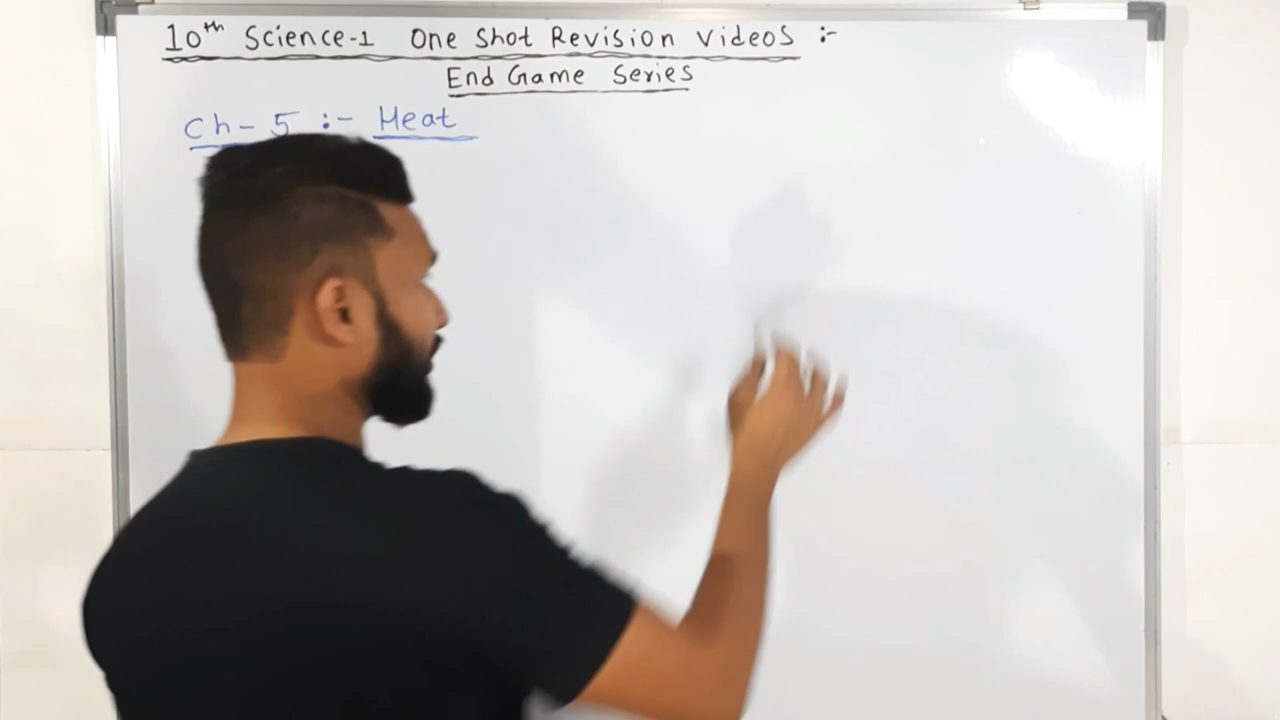 10th Science-1 One Shot Revision Videos :-
End Game Series
Ch - 5 :- Heat